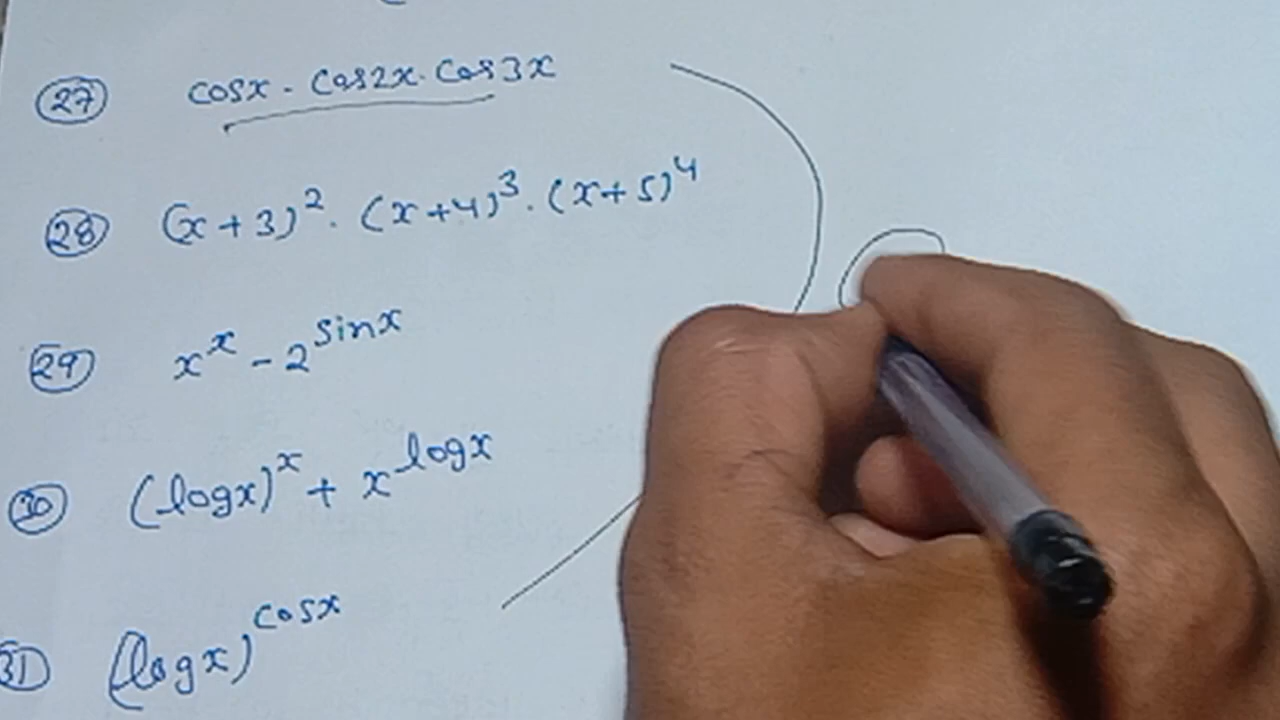 27 cosx . cos2x . cos3x
28 (x+3)². (x+4)³. (x+5)⁴
29 x^x - 2^sinx
30 (logx)^x + x^logx
31 (logx)^cosx